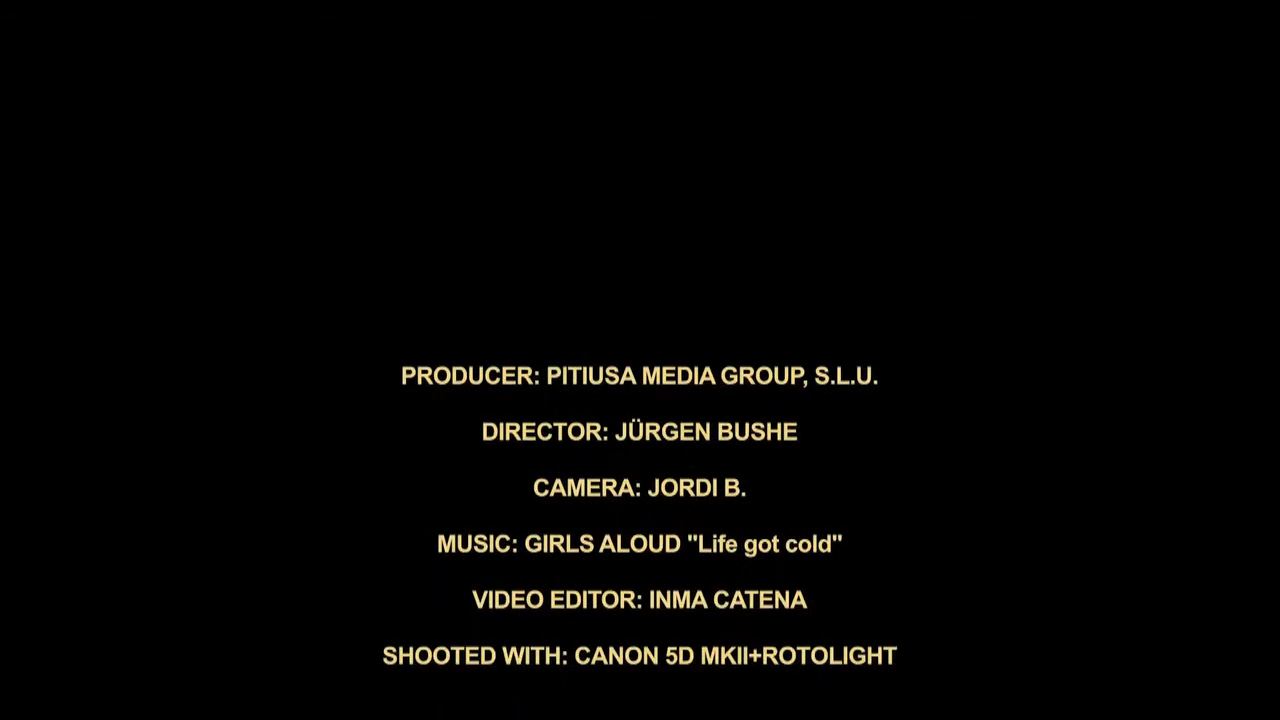 PRODUCER: PITIUSA MEDIA GROUP, S.L.U.
DIRECTOR: JÜRGEN BUSHE
CAMERA: JORDI B.
MUSIC: GIRLS ALOUD "Life got cold"
VIDEO EDITOR: INMA CATENA
SHOOTED WITH: CANON 5D MKII+ROTOLIGHT